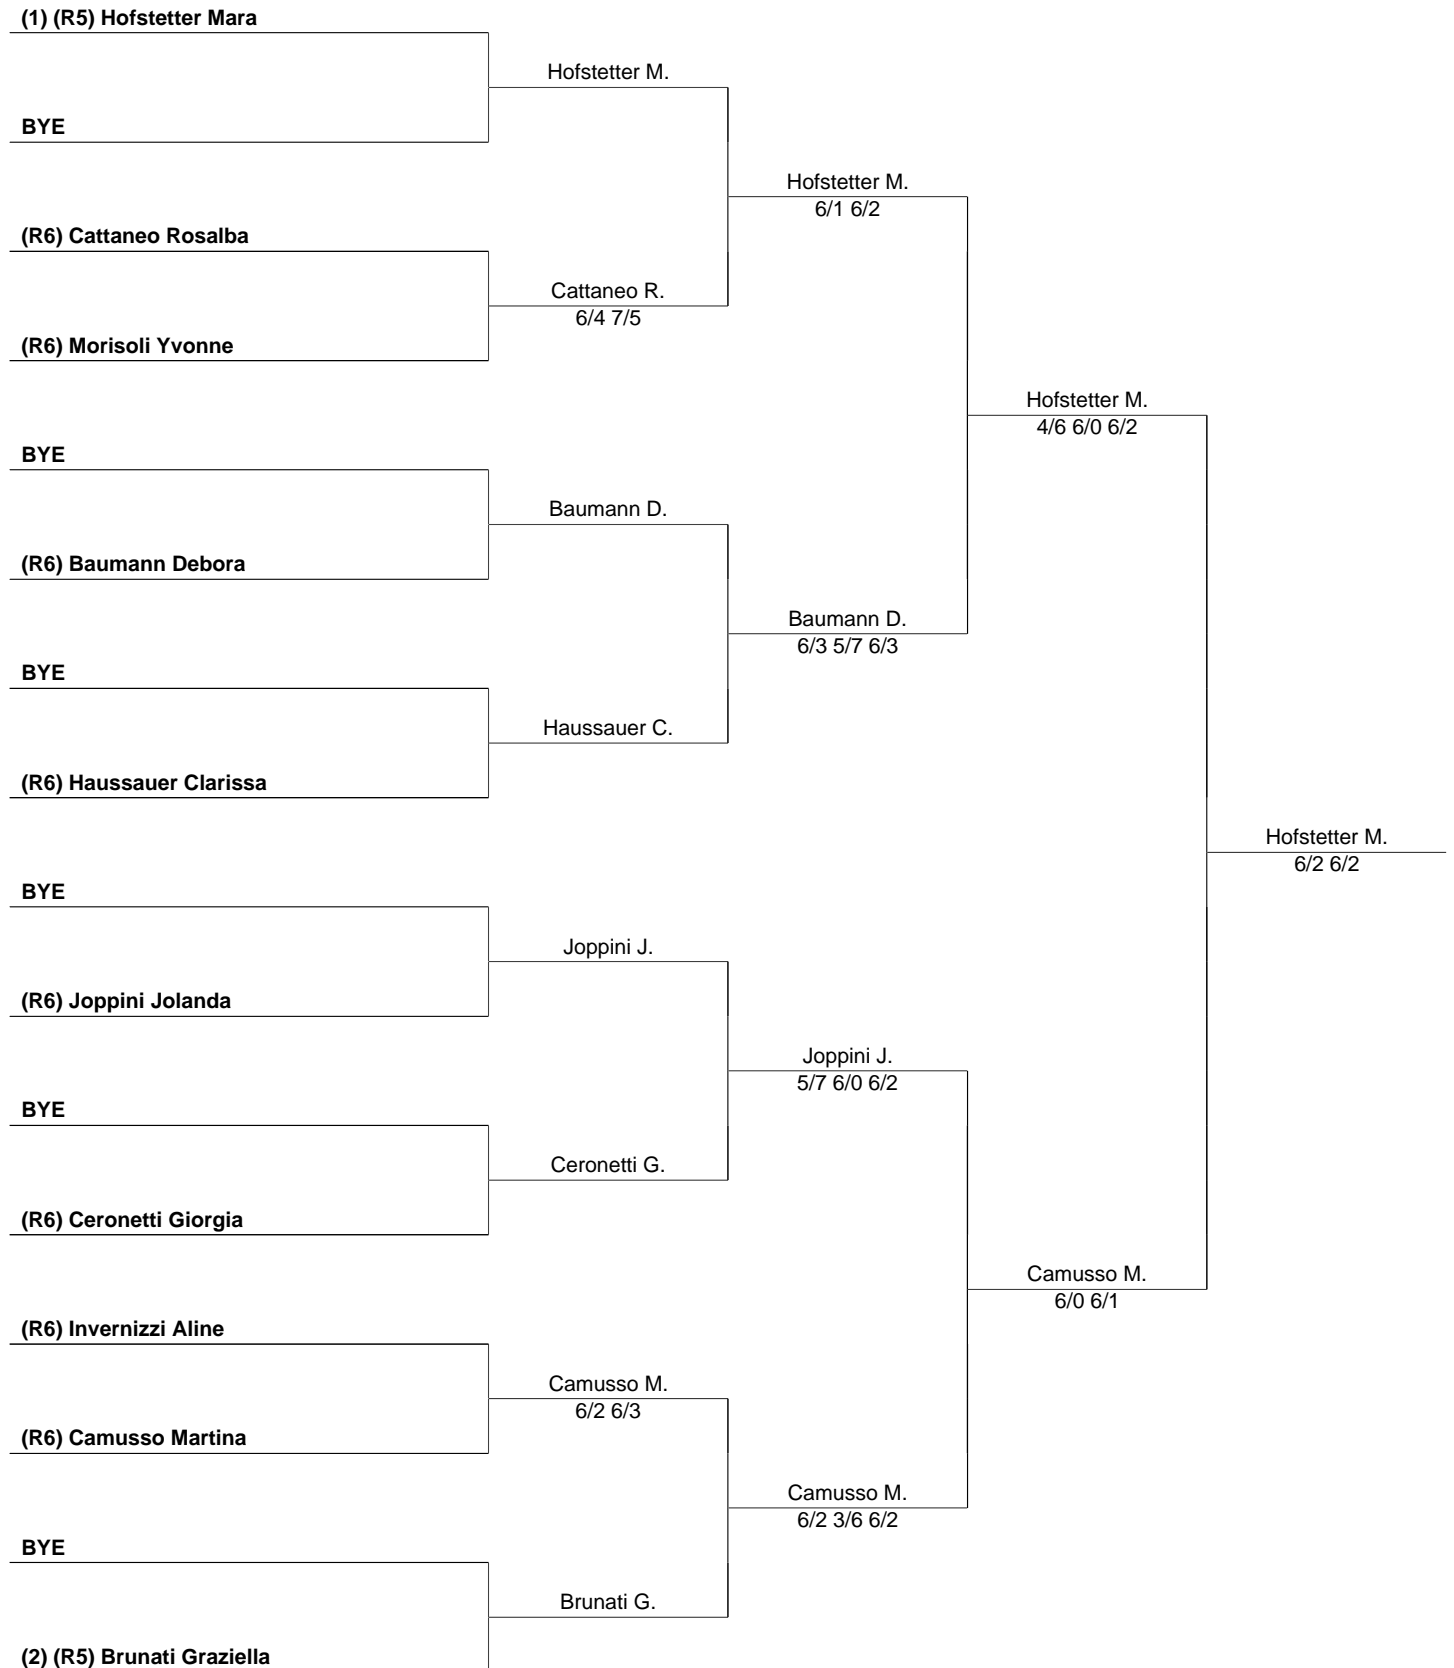 (1) (R5) Hofstetter Mara
Hofstetter M.
BYE
Hofstetter M.
6/1 6/2
(R6) Cattaneo Rosalba
Cattaneo R.
6/4 7/5
(R6) Morisoli Yvonne
Hofstetter M.
4/6 6/0 6/2
BYE
Baumann D.
(R6) Baumann Debora
Baumann D.
6/3 5/7 6/3
BYE
Haussauer C.
(R6) Haussauer Clarissa
Hofstetter M.
6/2 6/2
BYE
Joppini J.
(R6) Joppini Jolanda
Joppini J.
5/7 6/0 6/2
BYE
Ceronetti G.
(R6) Ceronetti Giorgia
Camusso M.
6/0 6/1
(R6) Invernizzi Aline
Camusso M.
6/2 6/3
(R6) Camusso Martina
Camusso M.
6/2 3/6 6/2
BYE
Brunati G.
(2) (R5) Brunati Graziella